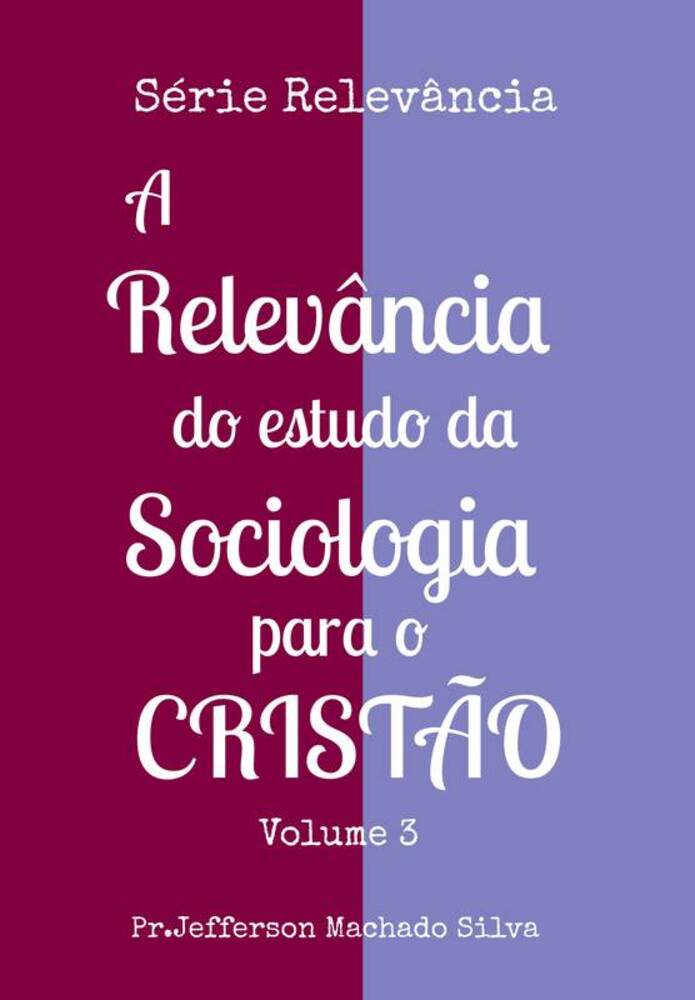 Série Relevância
A
Relevância
do estudo da
Sociologia
para o
CRISTÃO
Volume 3
Pr.Jefferson Machado Silva